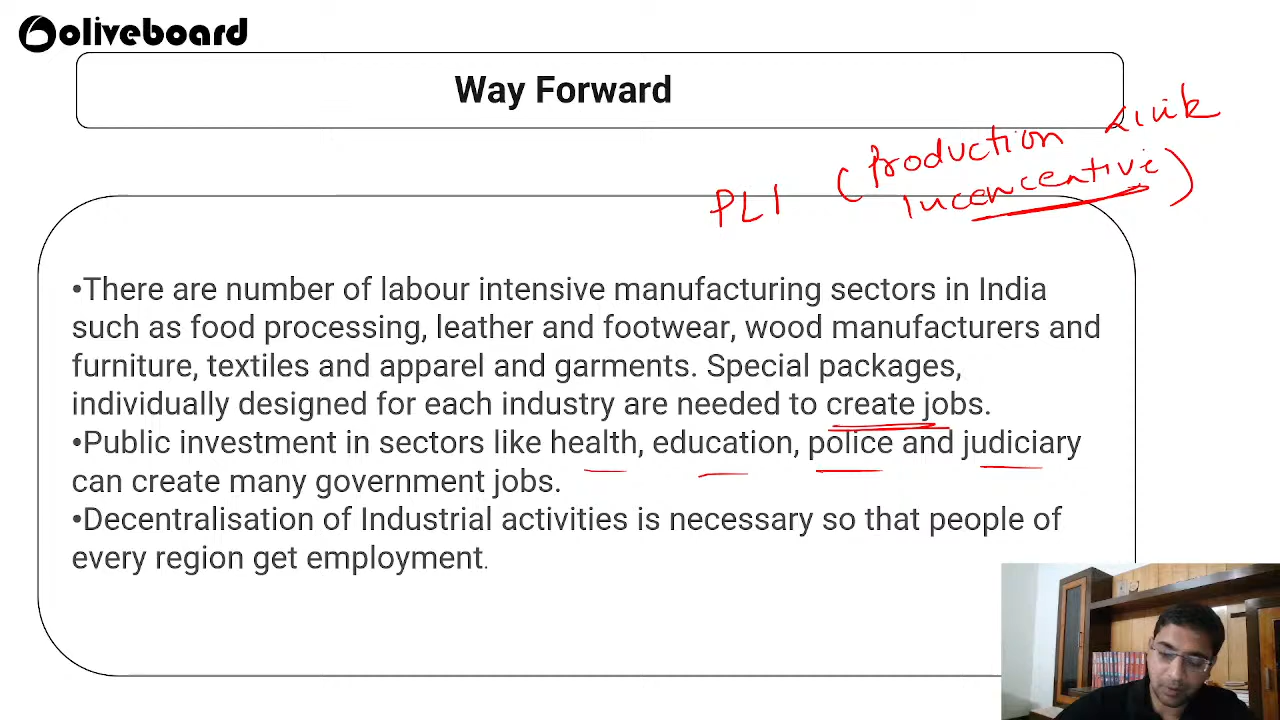 oliveboard
Way Forward
PLI (Production Link
Incencentive)
•There are number of labour intensive manufacturing sectors in India
such as food processing, leather and footwear, wood manufacturers and
furniture, textiles and apparel and garments. Special packages,
individually designed for each industry are needed to create jobs.
•Public investment in sectors like health, education, police and judiciary
can create many government jobs.
•Decentralisation of Industrial activities is necessary so that people of
every region get employment.